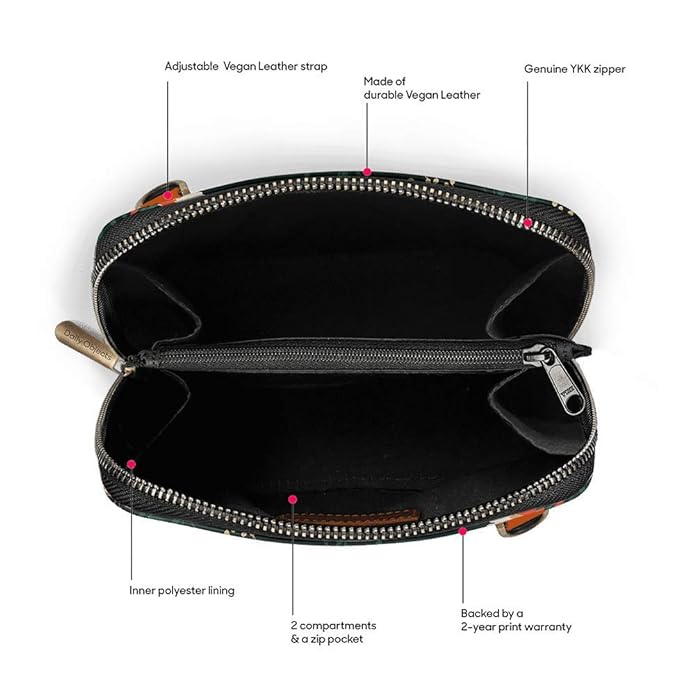 Adjustable Vegan Leather strap
Made of
durable Vegan Leather
Genuine YKK zipper
DailyObjects
Inner polyester lining
2 compartments
& a zip pocket
Backed by a
2-year print warranty